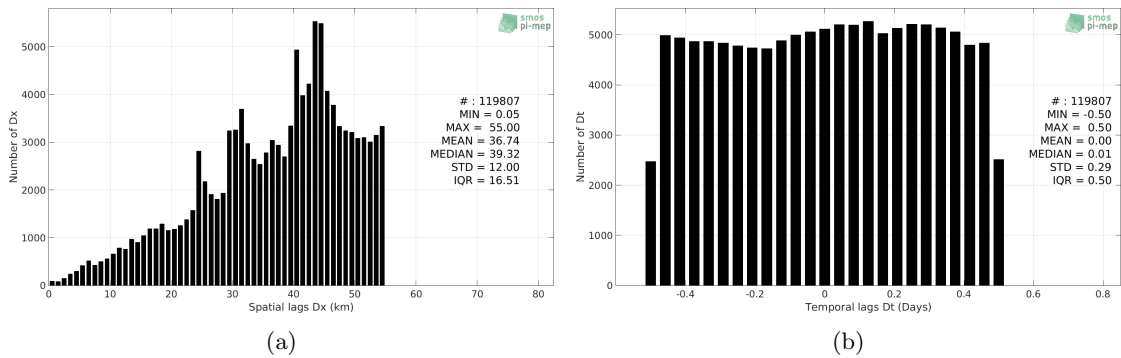 smos
pi-mep
5000
4000
3000
2000
1000
0
Number of Dx
# : 119807
MIN = 0.05
MAX = 55.00
MEAN = 36.74
MEDIAN = 39.32
STD = 12.00
IQR = 16.51
0 10 20 30 40 50 60 70 80
Spatial lags Dx (km)
(a)
smos
pi-mep
5000
4000
3000
2000
1000
0
Number of Dt
# : 119807
MIN = -0.50
MAX = 0.50
MEAN = 0.00
MEDIAN = 0.01
STD = 0.29
IQR = 0.50
-0.4 -0.2 0 0.2 0.4 0.6 0.8
Temporal lags Dt (Days)
(b)